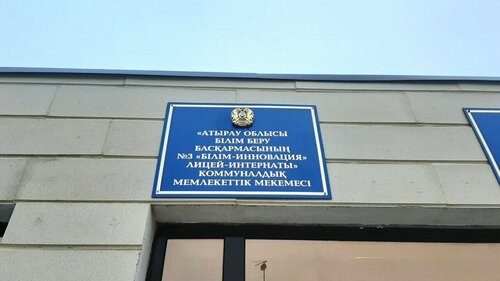 «АТЫРАУ ОБЛЫСЫ
БІЛІМ БЕРУ
БАСҚАРМАСЫНЫҢ
№3 «БІЛІМ-ИННОВАЦИЯ»
ЛИЦЕЙ-ИНТЕРНАТЫ»
КОММУНАЛДЫҚ
МЕМЛЕКЕТТІК МЕКЕМЕСІ